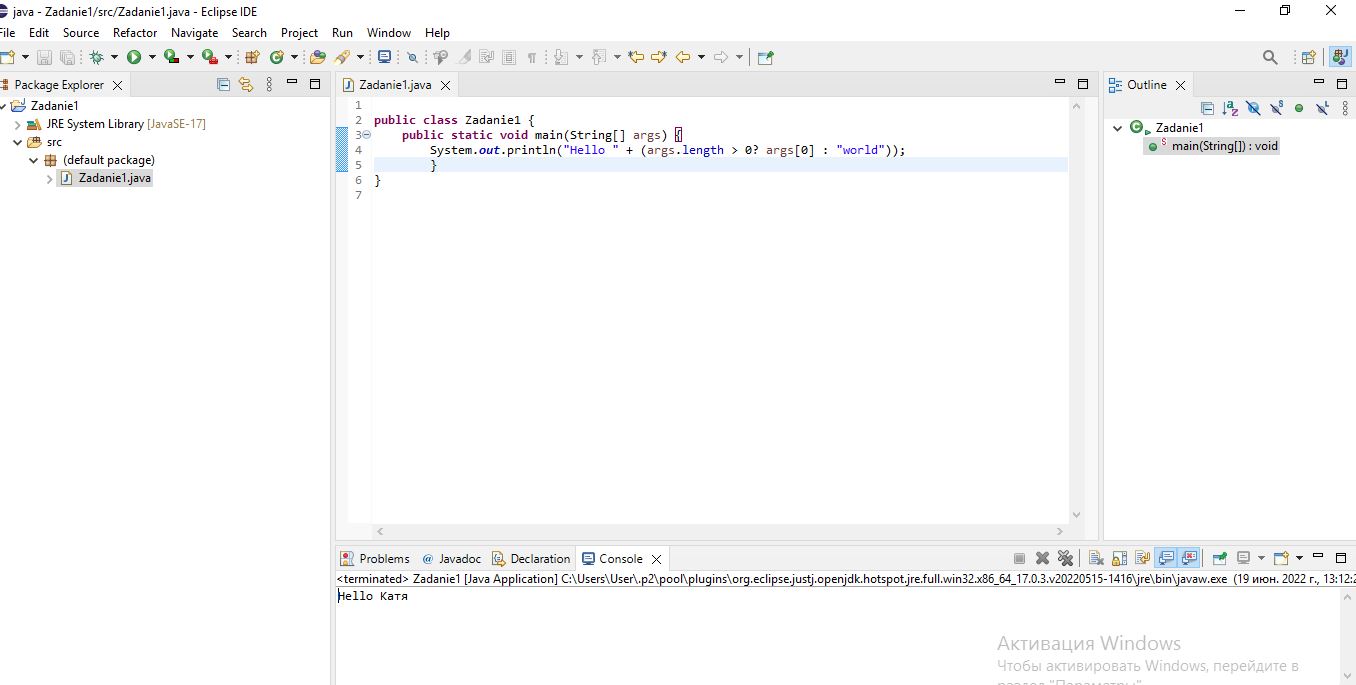 java - Zadanie1/src/Zadanie1.java - Eclipse IDE
File Edit Source Refactor Navigate Search Project Run Window Help
Package Explorer
Zadanie1
JRE System Library [JavaSE-17]
src
(default package)
Zadanie1.java
Zadanie1.java
1
2 public class Zadanie1 {
3 public static void main(String[] args) {
4 System.out.println("Hello " + (args.length > 0? args[0] : "world"));
5 }
6 }
7
Outline
Zadanie1
main(String[]) : void
Problems @ Javadoc Declaration Console
<terminated> Zadanie1 [Java Application] C:\Users\User\.p2\pool\plugins\org.eclipse.justj.openjdk.hotspot.jre.full.win32.x86_64_17.0.3.v20220515-1416\jre\bin\javaw.exe (19 июн. 2022 г., 13:12:2
Hello Катя
Активация Windows
Чтобы активировать Windows, перейдите в
раздел "Параметры".